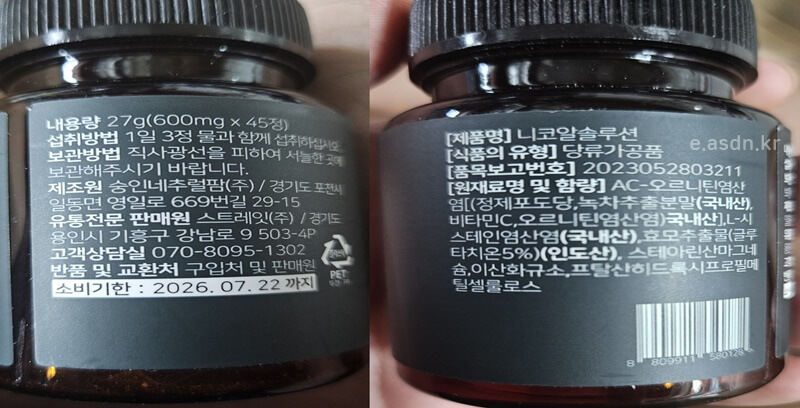 내용량 27g(600mg x 45정)
섭취방법 1일 3정 물과 함께 섭취하십시오.
보관방법 직사광선을 피하여 서늘한 곳에
보관해주시기 바랍니다.
제조원 숭인네추럴팜(주) / 경기도 포천시
일동면 영일로 669번길 29-15
유통전문 판매원 스트레잇(주) / 경기도
용인시 기흥구 강남로 9 503-4P
고객상담실 070-8095-1302
반품 및 교환처 구입처 및 판매원
PET
소비기한 : 2026. 07. 22 까지
[제품명] 니코알솔루션
e.asdn.kr
[식품의 유형] 당류가공품
[품목보고번호] 2023052803211
[원재료명 및 함량] AC-오르니틴염산
염[(정제포도당,녹차추출분말(국내산),
비타민C,오르니틴염산염)국내산],L-시
스테인염산염(국내산),효모추출물(글루
타치온5%)(인도산), 스테아린산마그네
슘,이산화규소,프탈산히드록시프로필메
틸셀룰로스
8 809911 580128